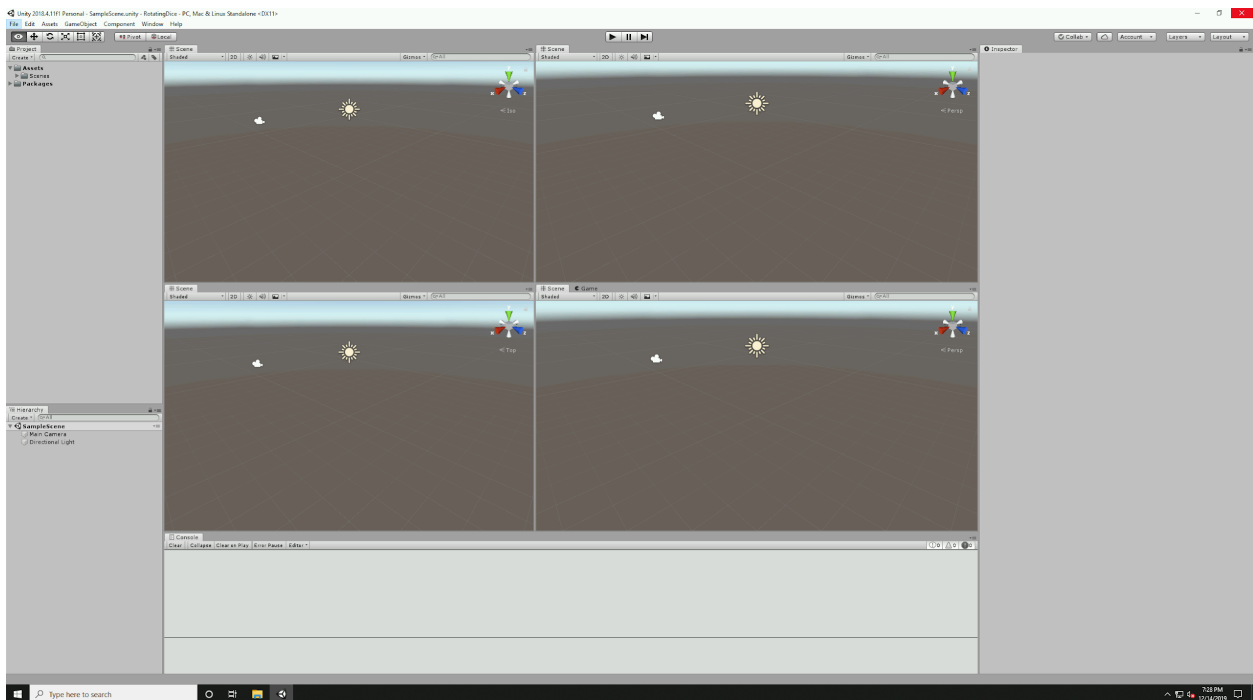 Unity 2018.4.11f1 Personal - SampleScene.unity - RotatingDice - PC, Mac & Linux Standalone <DX11>
File Edit Assets GameObject Component Window Help
Pivot Local Collab Account Layers Layout
Project Scene Scene Inspector
Create Shaded 2D Gizmos All Shaded 2D Gizmos All
Assets
Scenes
Packages
Y Y
X Z X Z
Iso Persp
Scene Scene Game
Shaded 2D Gizmos All Shaded 2D Gizmos All
Top Persp
Hierarchy
Create All
SampleScene
Main Camera
Directional Light
Console
Clear Collapse Clear on Play Error Pause Editor 0 0 0
Type here to search
7:28 PM
12/14/2019